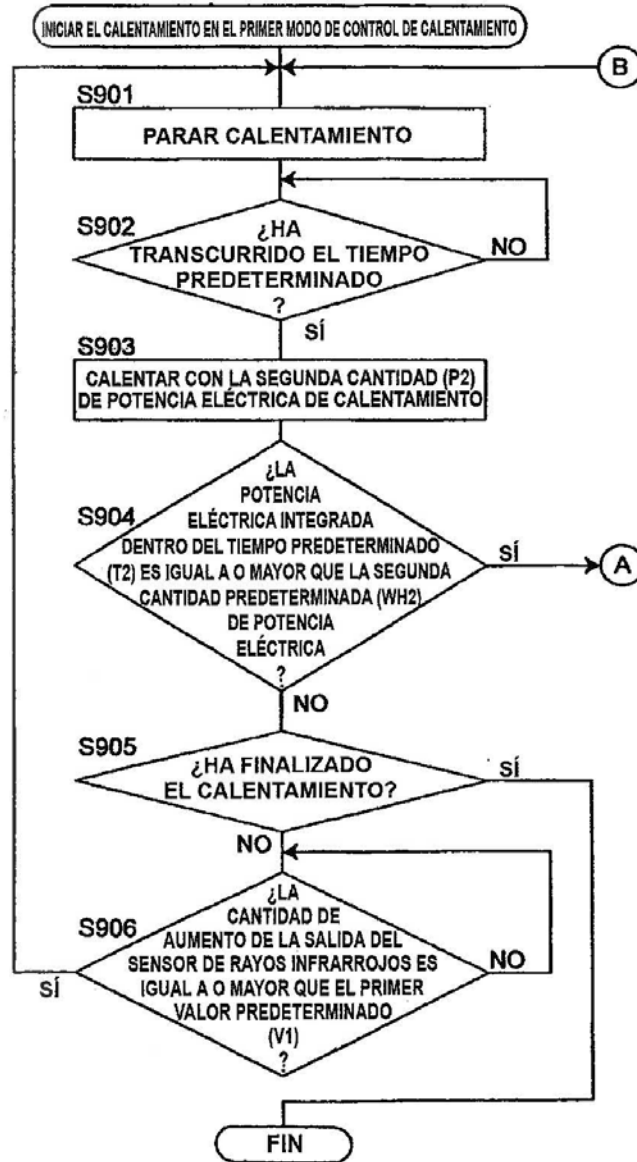 INICIAR EL CALENTAMIENTO EN EL PRIMER MODO DE CONTROL DE CALENTAMIENTO
B
S901
PARAR CALENTAMIENTO
S902
¿HA
TRANSCURRIDO EL TIEMPO
PREDETERMINADO
?
NO
SÍ
S903
CALENTAR CON LA SEGUNDA CANTIDAD (P2)
DE POTENCIA ELÉCTRICA DE CALENTAMIENTO
S904
¿LA
POTENCIA
ELÉCTRICA INTEGRADA
DENTRO DEL TIEMPO PREDETERMINADO
(T2) ES IGUAL A O MAYOR QUE LA SEGUNDA
CANTIDAD PREDETERMINADA (WH2)
DE POTENCIA
ELÉCTRICA
?
SÍ
A
NO
S905
¿HA FINALIZADO
EL CALENTAMIENTO?
SÍ
NO
S906
¿LA
CANTIDAD DE
AUMENTO DE LA SALIDA DEL
SENSOR DE RAYOS INFRARROJOS ES
IGUAL A O MAYOR QUE EL PRIMER
VALOR PREDETERMINADO
(V1)
?
NO
SÍ
FIN